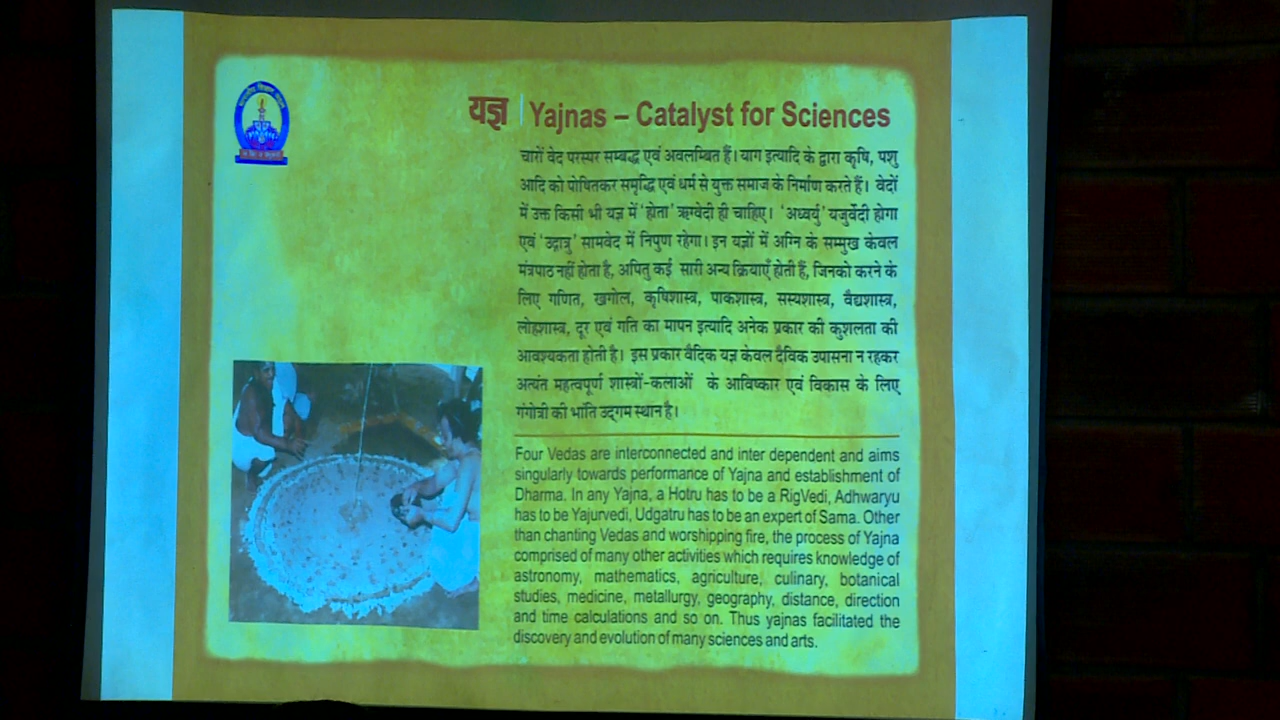 यज्ञ | Yajnas – Catalyst for Sciences
चारों वेद परस्पर सम्बद्ध एवं अवलम्बित हैं। याग इत्यादि के द्वारा कृषि, पशु
आदि को पोषितकर समृद्धि एवं धर्म से युक्त समाज के निर्माण करते हैं। वेदों
में उक्त किसी भी यज्ञ में 'होता' ऋग्वेदी ही चाहिए। 'अध्वर्यु' यजुर्वेदी होगा
एवं 'उद्गातृ' सामवेद में निपुण रहेगा। इन यज्ञों में अग्नि के सम्मुख केवल
मंत्रपाठ नहीं होता है, अपितु कई सारी अन्य क्रियाएँ होती हैं, जिनको करने के
लिए गणित, खगोल, कृषिशास्त्र, पाकशास्त्र, सस्यशास्त्र, वैद्यशास्त्र,
लोहशास्त्र, दूर एवं गति का मापन इत्यादि अनेक प्रकार की कुशलता की
आवश्यकता होती है। इस प्रकार वैदिक यज्ञ केवल दैविक उपासना न रहकर
अत्यंत महत्वपूर्ण शास्त्रों-कलाओं के आविष्कार एवं विकास के लिए
गंगोत्री की भांति उद्गम स्थान है।
Four Vedas are interconnected and inter dependent and aims
singularly towards performance of Yajna and establishment of
Dharma. In any Yajna, a Hotru has to be a RigVedi, Adhwaryu
has to be Yajurvedi, Udgatru has to be an expert of Sama. Other
than chanting Vedas and worshipping fire, the process of Yajna
comprised of many other activities which requires knowledge of
astronomy, mathematics, agriculture, culinary, botanical
studies, medicine, metallurgy, geography, distance, direction
and time calculations and so on. Thus yajnas facilitated the
discovery and evolution of many sciences and arts.